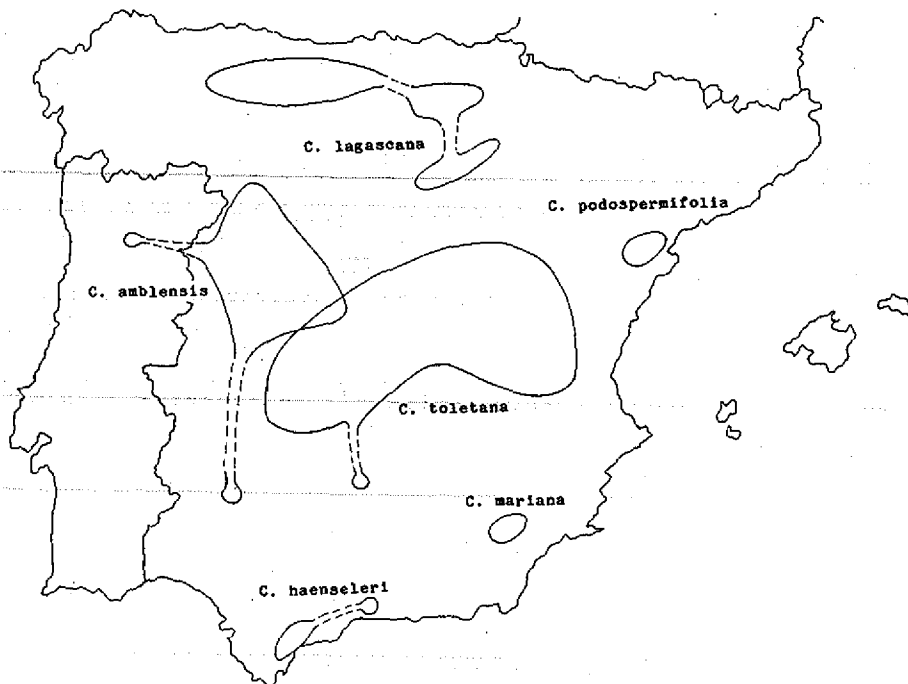 C. lagascana
C. podospermifolia
C. amblensis
C. toletana
C. mariana
C. haenseleri